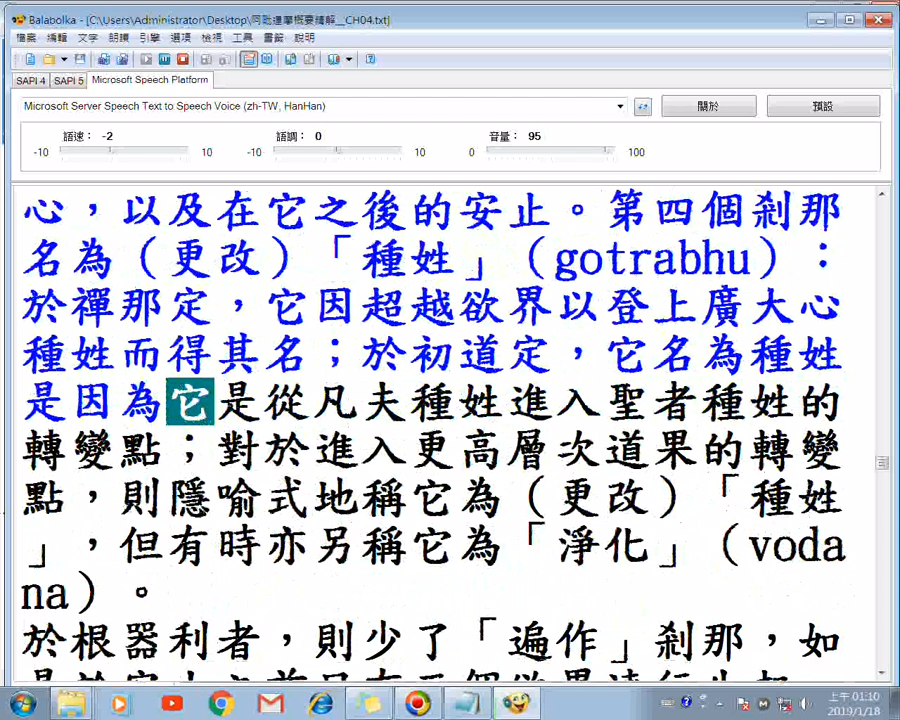 Balabolka - [C:\Users\Administrator\Desktop\阿毗達摩概要精解__CH04.txt]
檔案 編輯 文字 朗讀 引擎 選項 檢視 工具 書籤 說明
SAPI 4 SAPI 5 Microsoft Speech Platform
Microsoft Server Speech Text to Speech Voice (zh-TW, HanHan)
關於 預設
語速： -2 語調： 0 音量： 95
-10 10 -10 10 0 100
心，以及在它之後的安止。第四個剎那
名為（更改）「種姓」（gotrabhu）：
於禪那定，它因超越欲界以登上廣大心
種姓而得其名；於初道定，它名為種姓
是因為它是從凡夫種姓進入聖者種姓的
轉變點；對於進入更高層次道果的轉變
點，則隱喻式地稱它為（更改）「種姓
」，但有時亦另稱它為「淨化」（voda
na）。
於根器利者，則少了「遍作」剎那，如
上午 01:10
2019/1/18